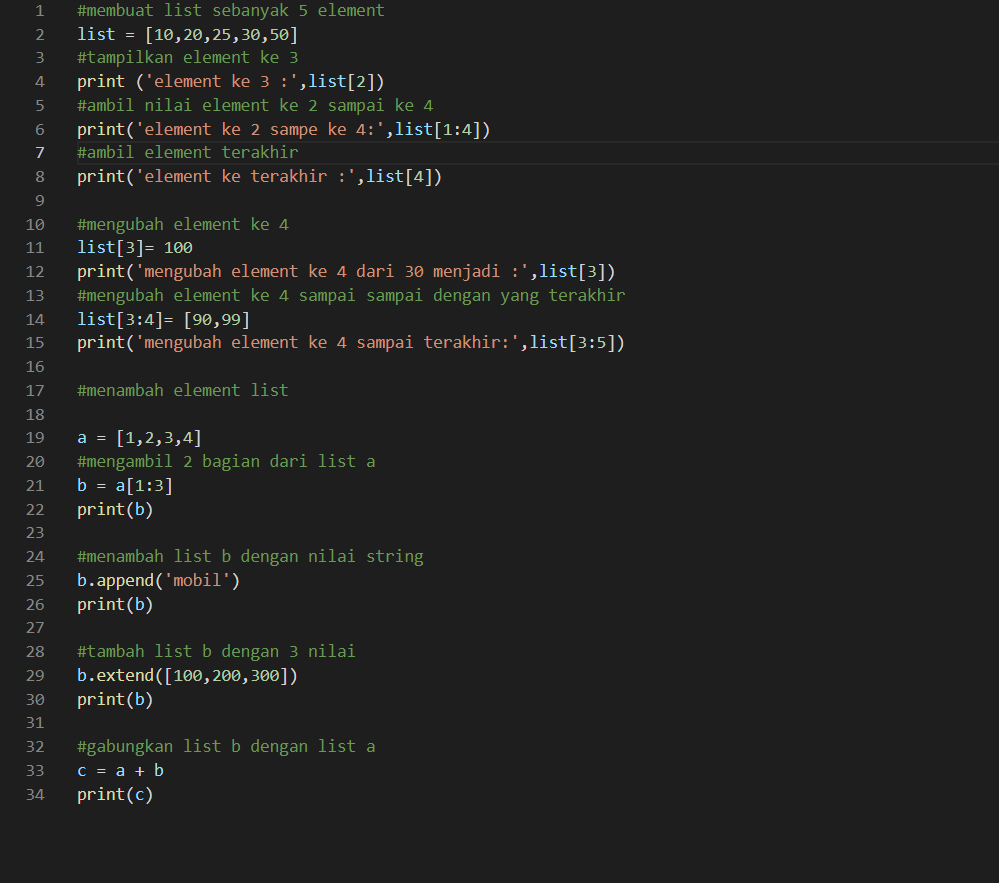 1 #membuat list sebanyak 5 element
2 list = [10,20,25,30,50]
3 #tampilkan element ke 3
4 print ('element ke 3 :',list[2])
5 #ambil nilai element ke 2 sampai ke 4
6 print('element ke 2 sampe ke 4:',list[1:4])
7 #ambil element terakhir
8 print('element ke terakhir :',list[4])
9
10 #mengubah element ke 4
11 list[3]= 100
12 print('mengubah element ke 4 dari 30 menjadi :',list[3])
13 #mengubah element ke 4 sampai sampai dengan yang terakhir
14 list[3:4]= [90,99]
15 print('mengubah element ke 4 sampai terakhir:',list[3:5])
16
17 #menambah element list
18
19 a = [1,2,3,4]
20 #mengambil 2 bagian dari list a
21 b = a[1:3]
22 print(b)
23
24 #menambah list b dengan nilai string
25 b.append('mobil')
26 print(b)
27
28 #tambah list b dengan 3 nilai
29 b.extend([100,200,300])
30 print(b)
31
32 #gabungkan list b dengan list a
33 c = a + b
34 print(c)